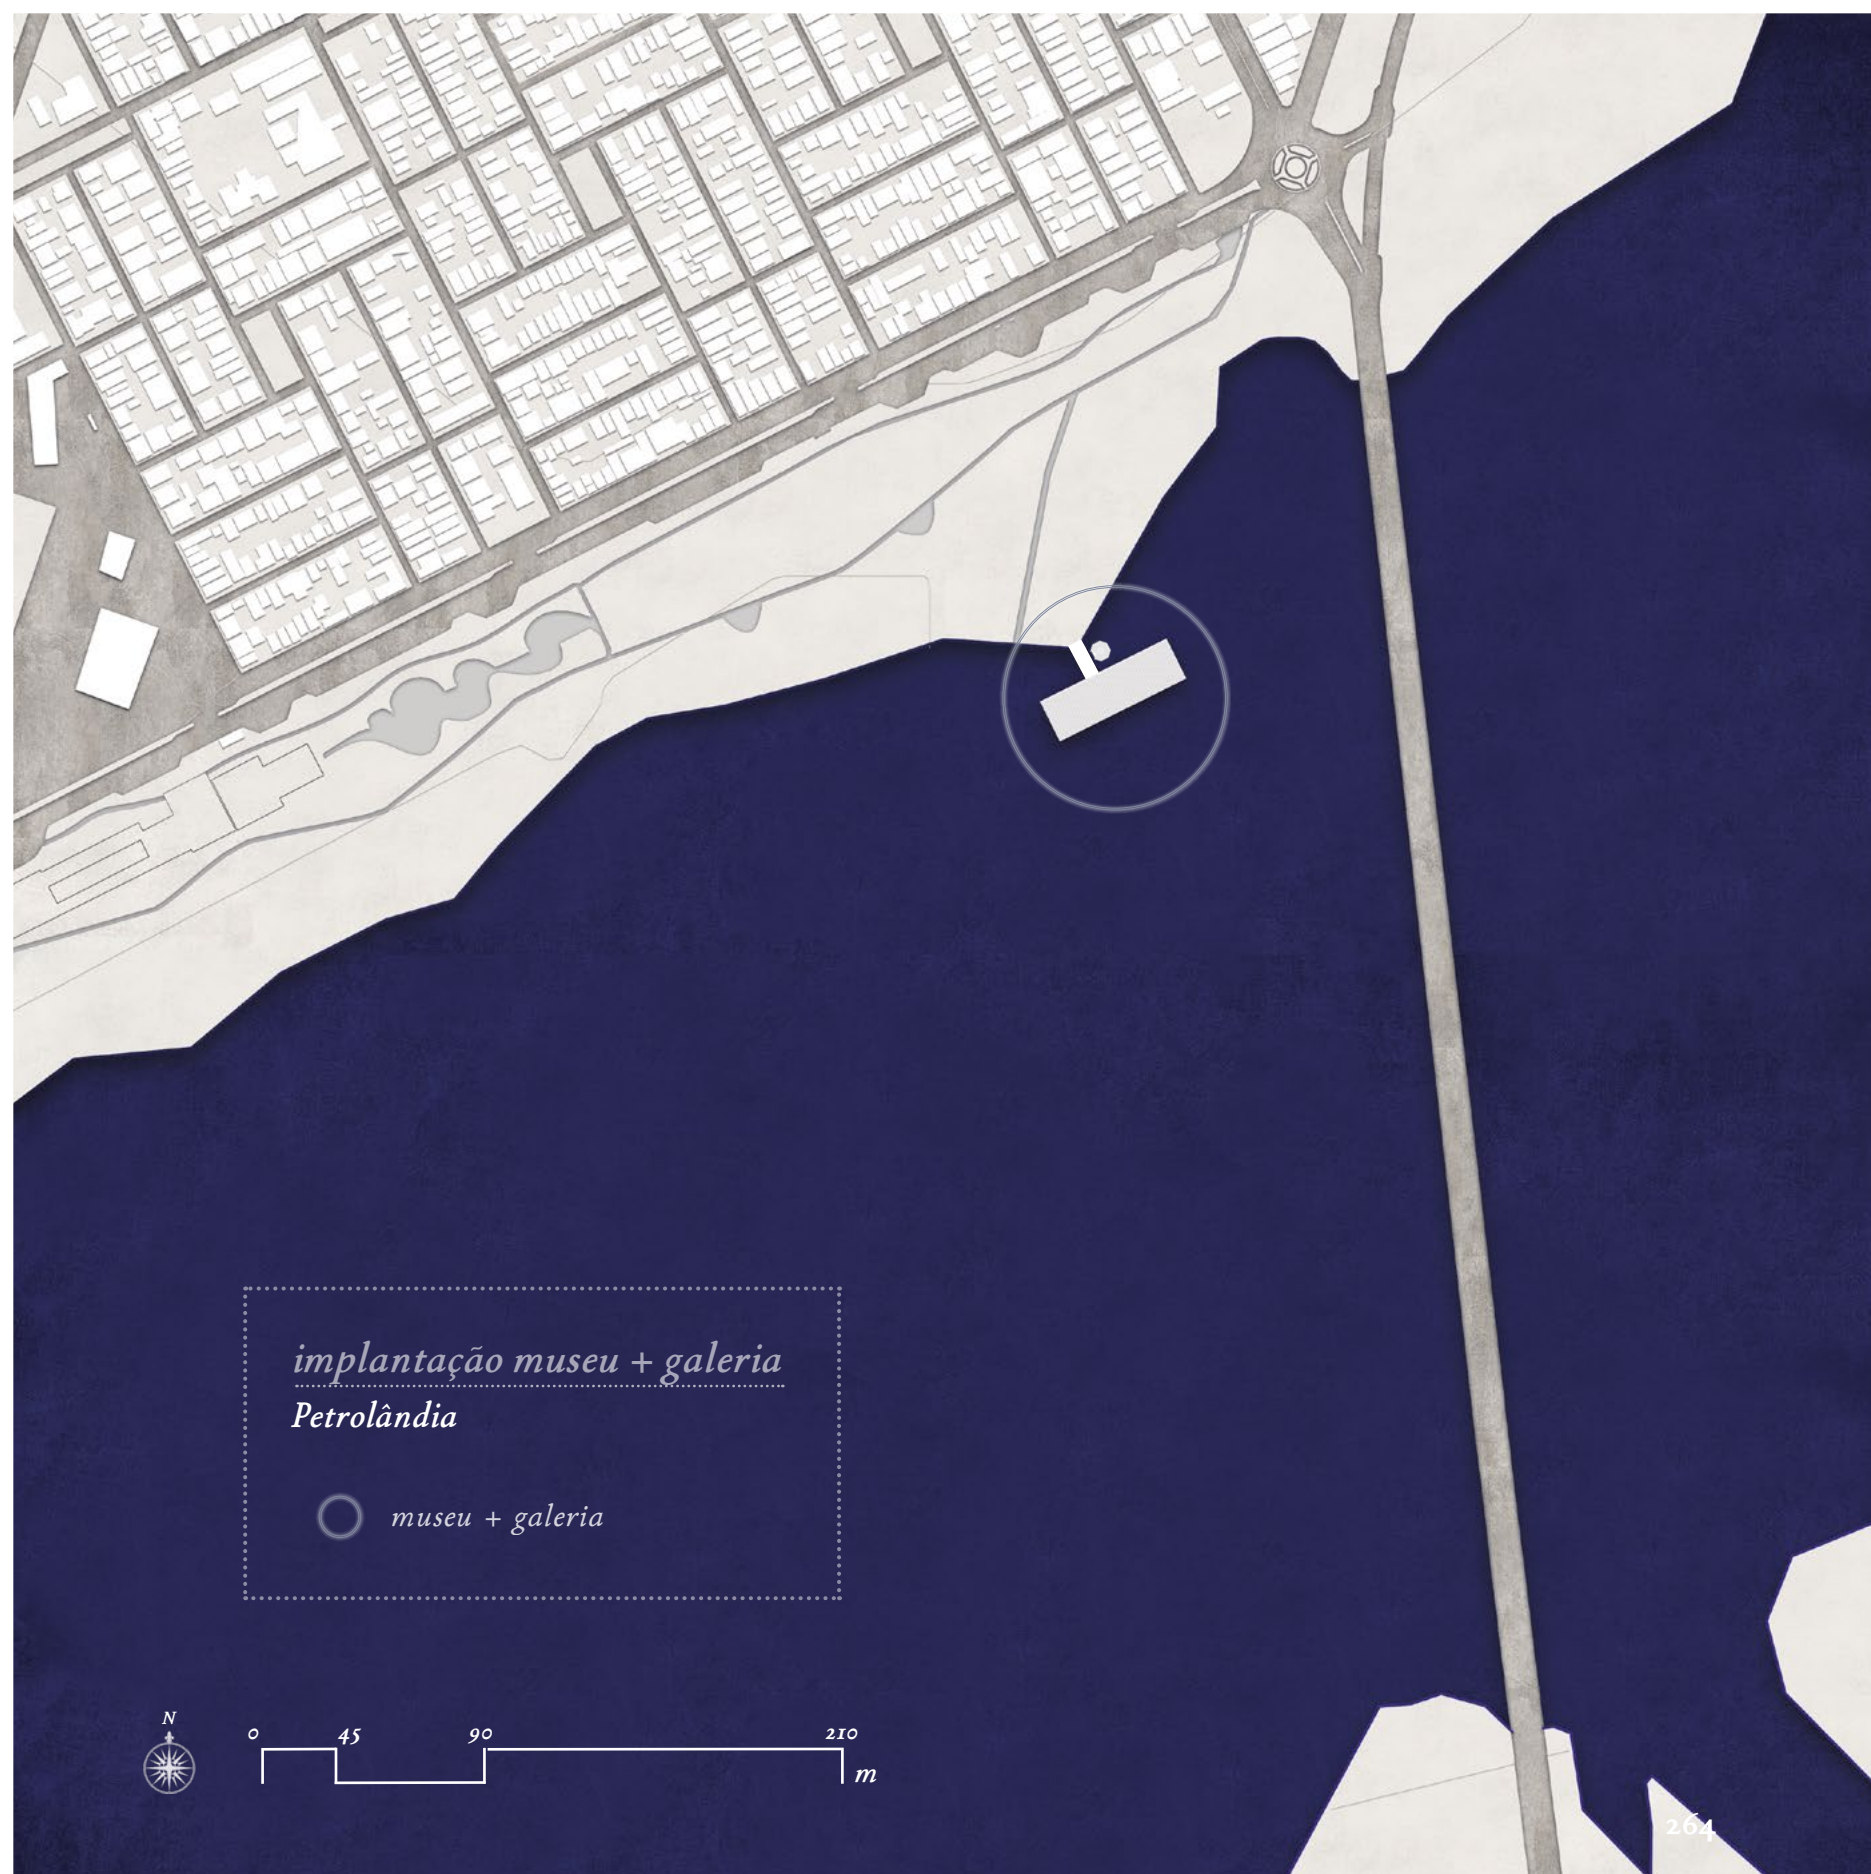 implantação museu + galeria
Petrolândia
museu + galeria
N
0 45 90 210
m
264